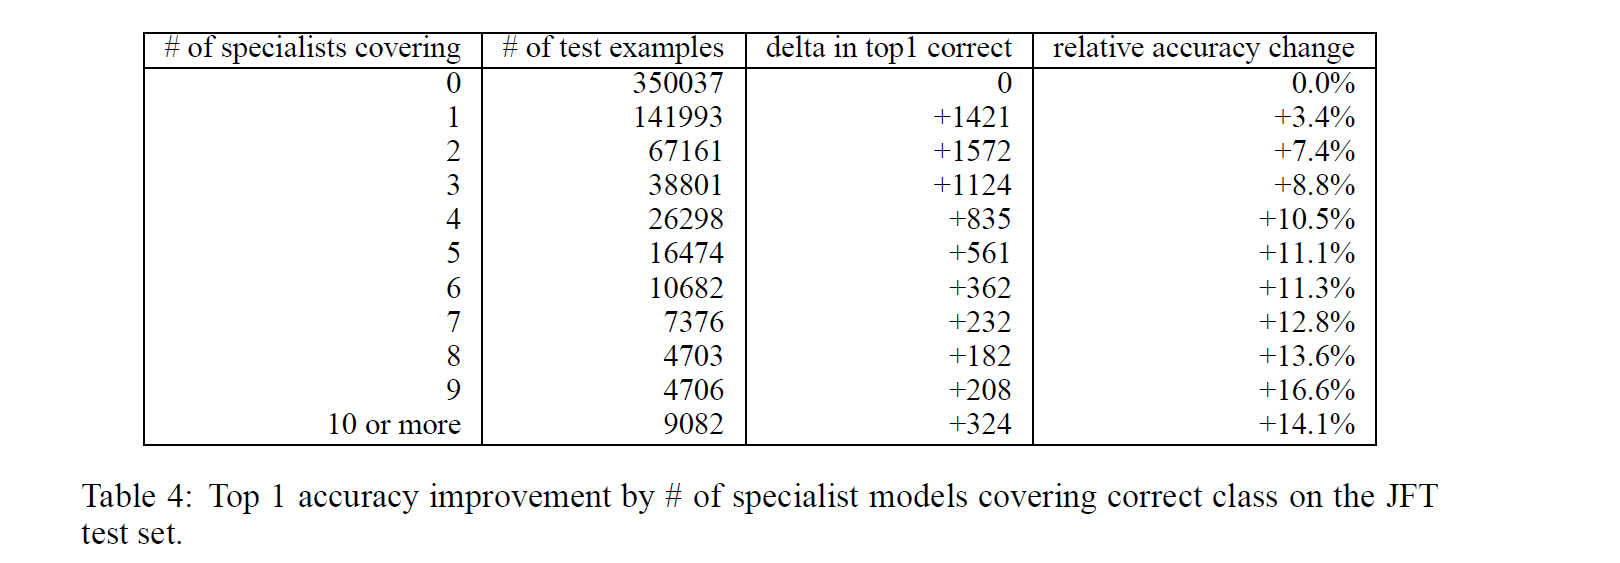 # of specialists covering # of test examples delta in top1 correct relative accuracy change
0 350037 0 0.0%
1 141993 +1421 +3.4%
2 67161 +1572 +7.4%
3 38801 +1124 +8.8%
4 26298 +835 +10.5%
5 16474 +561 +11.1%
6 10682 +362 +11.3%
7 7376 +232 +12.8%
8 4703 +182 +13.6%
9 4706 +208 +16.6%
10 or more 9082 +324 +14.1%
Table 4: Top 1 accuracy improvement by # of specialist models covering correct class on the JFT
test set.